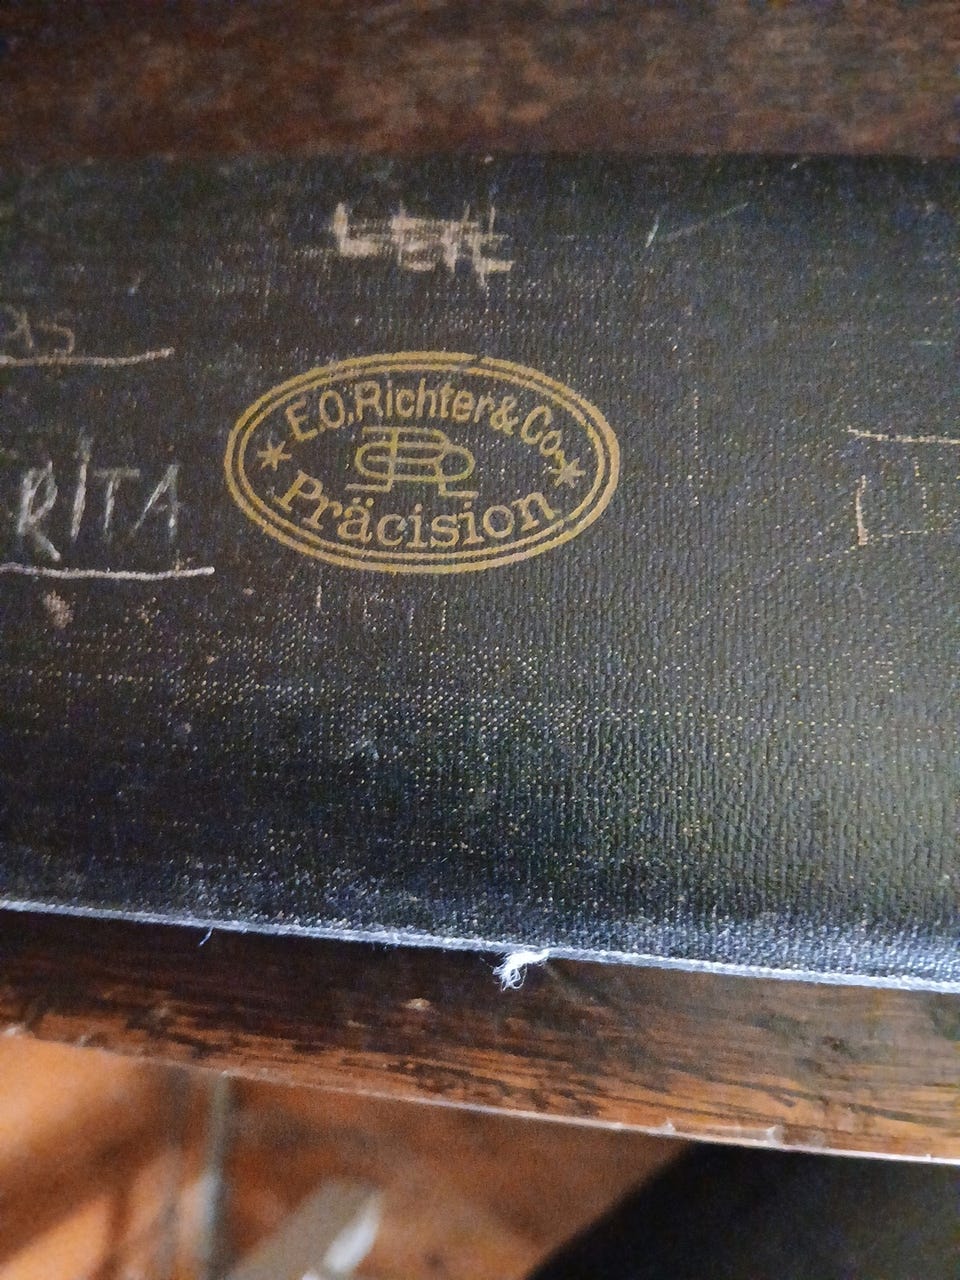 E.O.Richter & Co.
Präcision
RITA